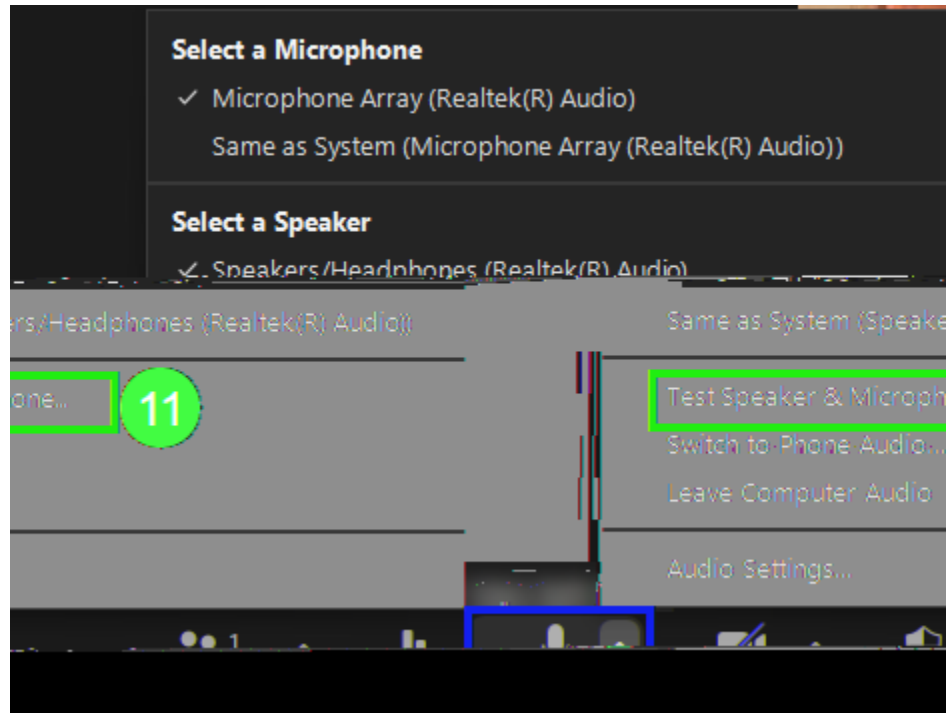 Select a Microphone
✓ Microphone Array (Realtek(R) Audio)
Same as System (Microphone Array (Realtek(R) Audio))
Select a Speaker
✓ Speakers/Headphones (Realtek(R) Audio)
rs/Headphones (Realtek(R) Audio))
Same as System (Speake
one...
11
Test Speaker & Microph
Switch to Phone Audio...
Leave Computer Audio
Audio Settings...
1